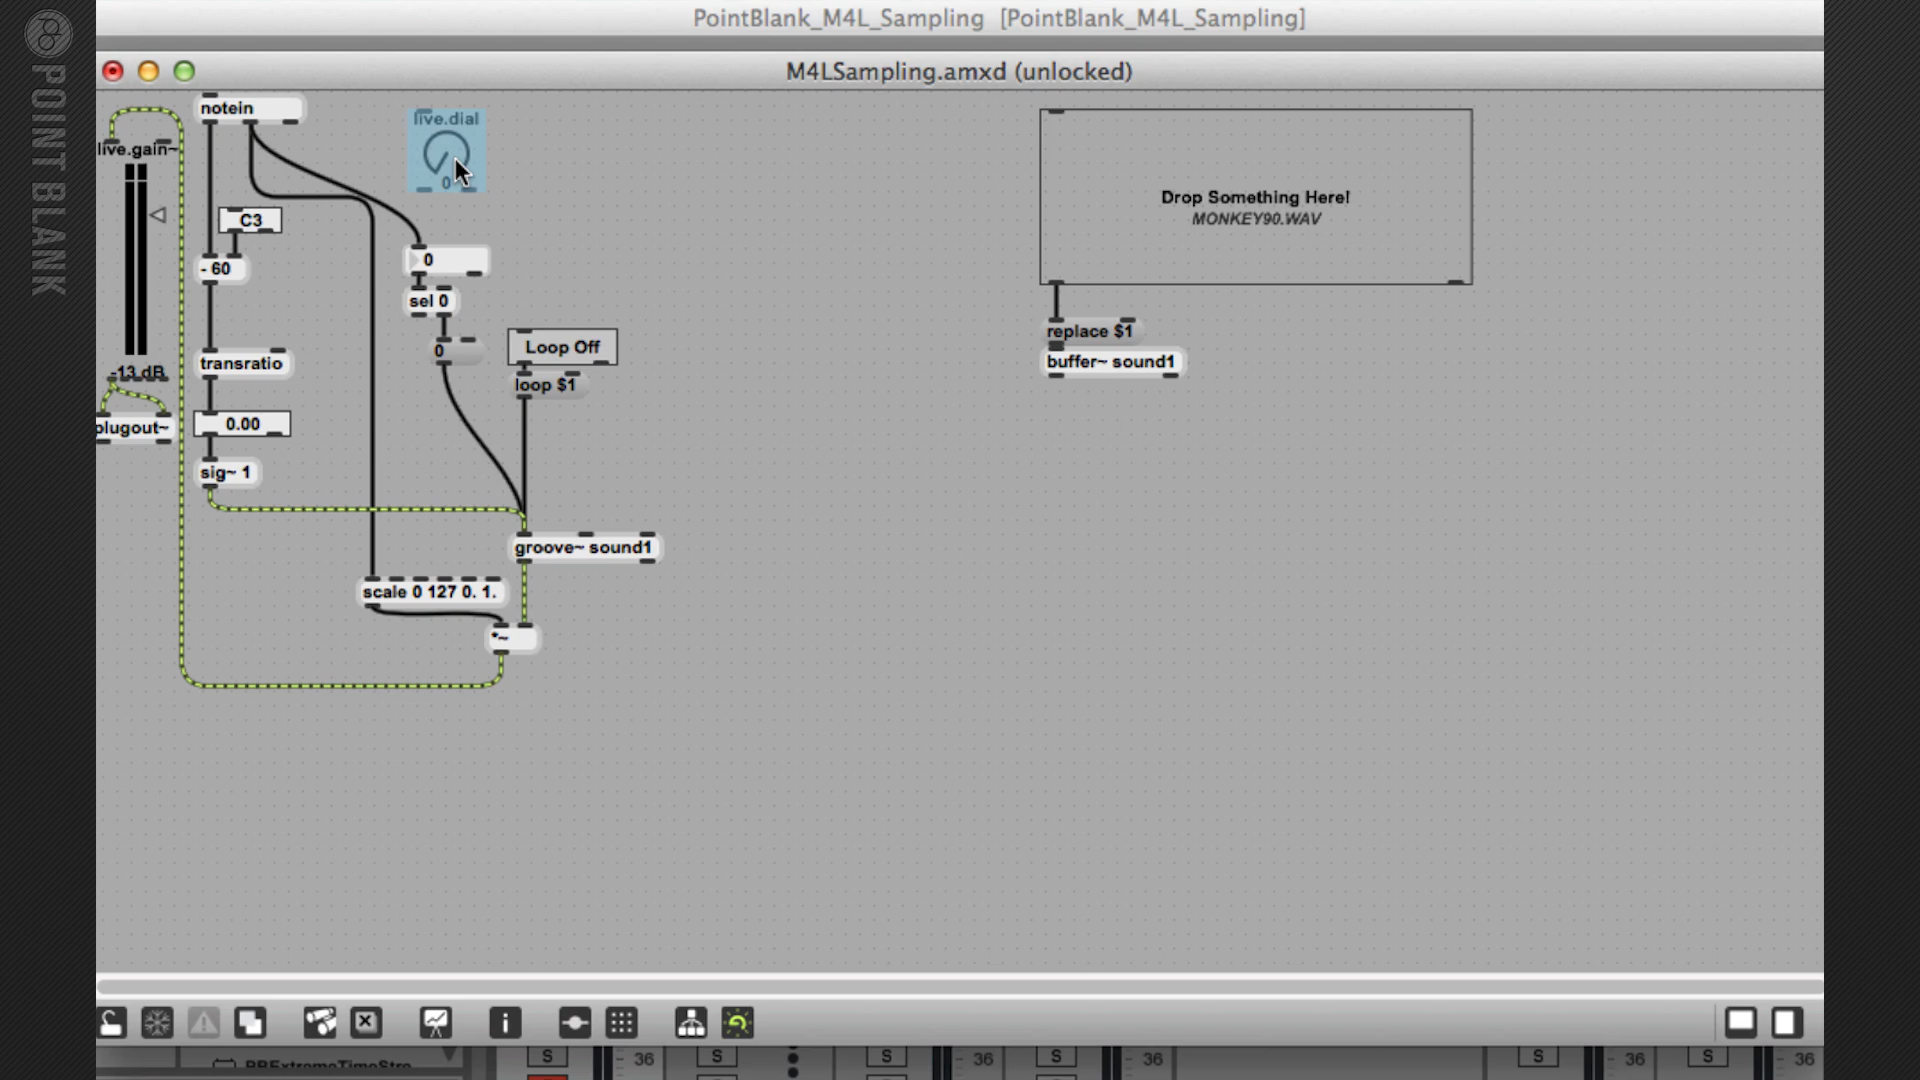 PointBlank_M4L_Sampling [PointBlank_M4L_Sampling]
M4LSampling.amxd (unlocked)
POINT BLANK
notein
live.dial
0
live.gain~
C3
- 60
0
sel 0
0
Loop Off
loop $1
transratio
-13 dB
0.00
plugout~
sig~ 1
groove~ sound1
scale 0 127 0. 1.
*~
Drop Something Here!
MONKEY90.WAV
replace $1
buffer~ sound1
PBExtremeTimeStre
S
36
S
S
36
S
36
S
36
S
36